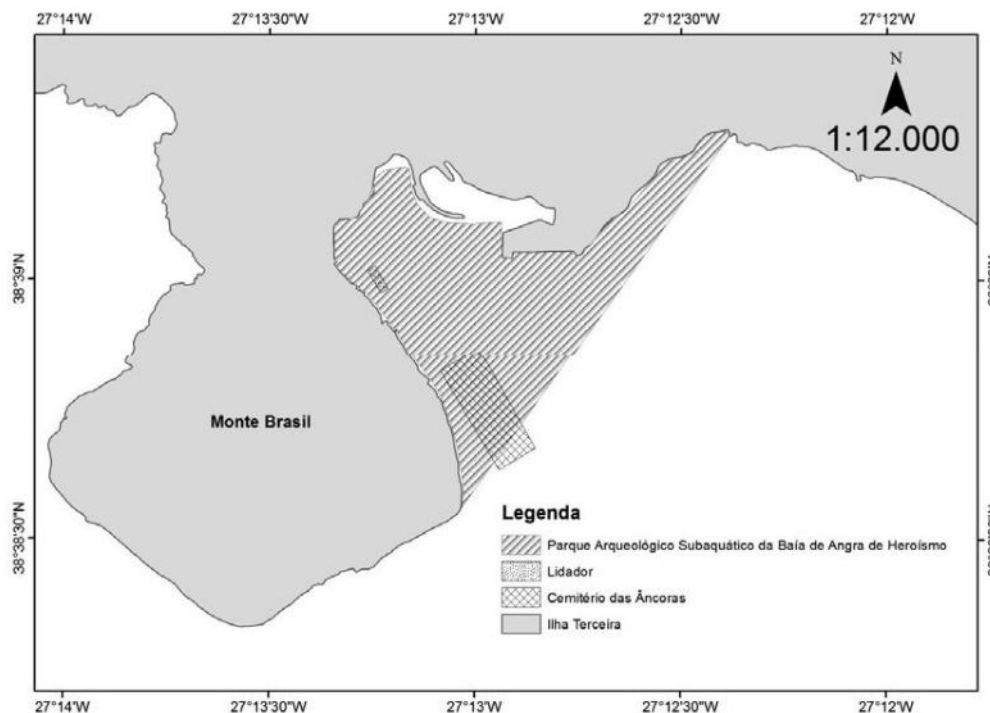 27°14'W 27°13'30"W 27°13'W 27°12'30"W 27°12'W
N
1:12.000
38°39'N
Monte Brasil
Legenda
38°38'30"N
Parque Arqueológico Subaquático da Baía de Angra de Heroísmo
Lidador
Cemitério das Âncoras
Ilha Terceira
27°14'W 27°13'30"W 27°13'W 27°12'30"W 27°12'W